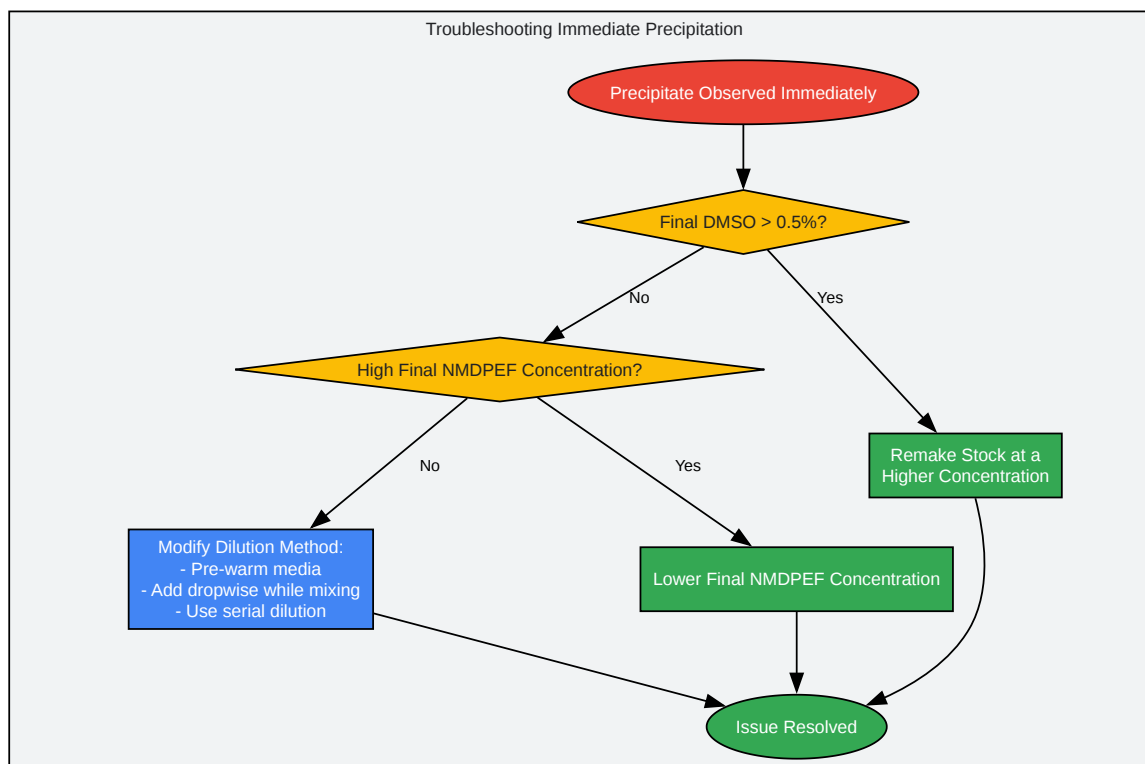 Troubleshooting Immediate Precipitation
Precipitate Observed Immediately
Final DMSO > 0.5%?
No
Yes
High Final NMDPEF Concentration?
No
Yes
Remake Stock at a
Higher Concentration
Modify Dilution Method:
- Pre-warm media
- Add dropwise while mixing
- Use serial dilution
Lower Final NMDPEF Concentration
Issue Resolved